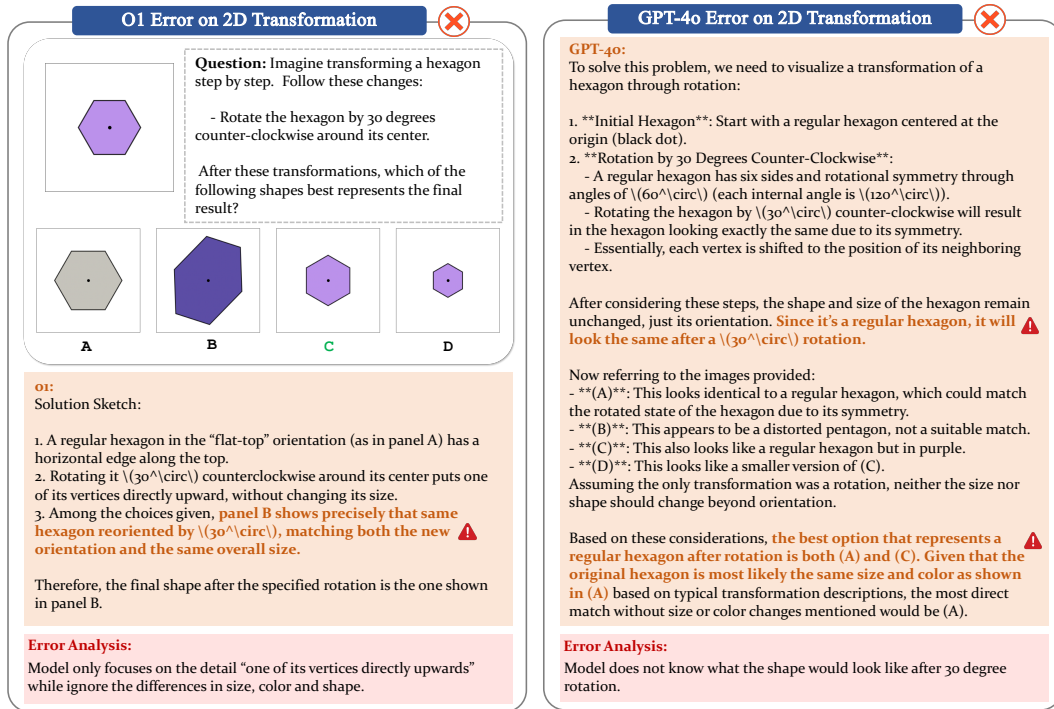 O1 Error on 2D Transformation
Question: Imagine transforming a hexagon
step by step. Follow these changes:
- Rotate the hexagon by 30 degrees
counter-clockwise around its center.
After these transformations, which of the
following shapes best represents the final
result?
A
B
C
D
o1:
Solution Sketch:
1. A regular hexagon in the “flat-top” orientation (as in panel A) has a
horizontal edge along the top.
2. Rotating it \(30^\circ\) counterclockwise around its center puts one
of its vertices directly upward, without changing its size.
3. Among the choices given, panel B shows precisely that same
hexagon reoriented by \(30^\circ\), matching both the new
orientation and the same overall size.
Therefore, the final shape after the specified rotation is the one shown
in panel B.
Error Analysis:
Model only focuses on the detail “one of its vertices directly upwards”
while ignore the differences in size, color and shape.
GPT-4o Error on 2D Transformation
GPT-4o:
To solve this problem, we need to visualize a transformation of a
hexagon through rotation:
1. **Initial Hexagon**: Start with a regular hexagon centered at the
origin (black dot).
2. **Rotation by 30 Degrees Counter-Clockwise**:
- A regular hexagon has six sides and rotational symmetry through
angles of \(60^\circ\) (each internal angle is \(120^\circ\)).
- Rotating the hexagon by \(30^\circ\) counter-clockwise will result
in the hexagon looking exactly the same due to its symmetry.
- Essentially, each vertex is shifted to the position of its neighboring
vertex.
After considering these steps, the shape and size of the hexagon remain
unchanged, just its orientation. Since it’s a regular hexagon, it will
look the same after a \(30^\circ\) rotation.
Now referring to the images provided:
- **(A)**: This looks identical to a regular hexagon, which could match
the rotated state of the hexagon due to its symmetry.
- **(B)**: This appears to be a distorted pentagon, not a suitable match.
- **(C)**: This also looks like a regular hexagon but in purple.
- **(D)**: This looks like a smaller version of (C).
Assuming the only transformation was a rotation, neither the size nor
shape should change beyond orientation.
Based on these considerations, the best option that represents a
regular hexagon after rotation is both (A) and (C). Given that the
original hexagon is most likely the same size and color as shown
in (A) based on typical transformation descriptions, the most direct
match without size or color changes mentioned would be (A).
Error Analysis:
Model does not know what the shape would look like after 30 degree
rotation.